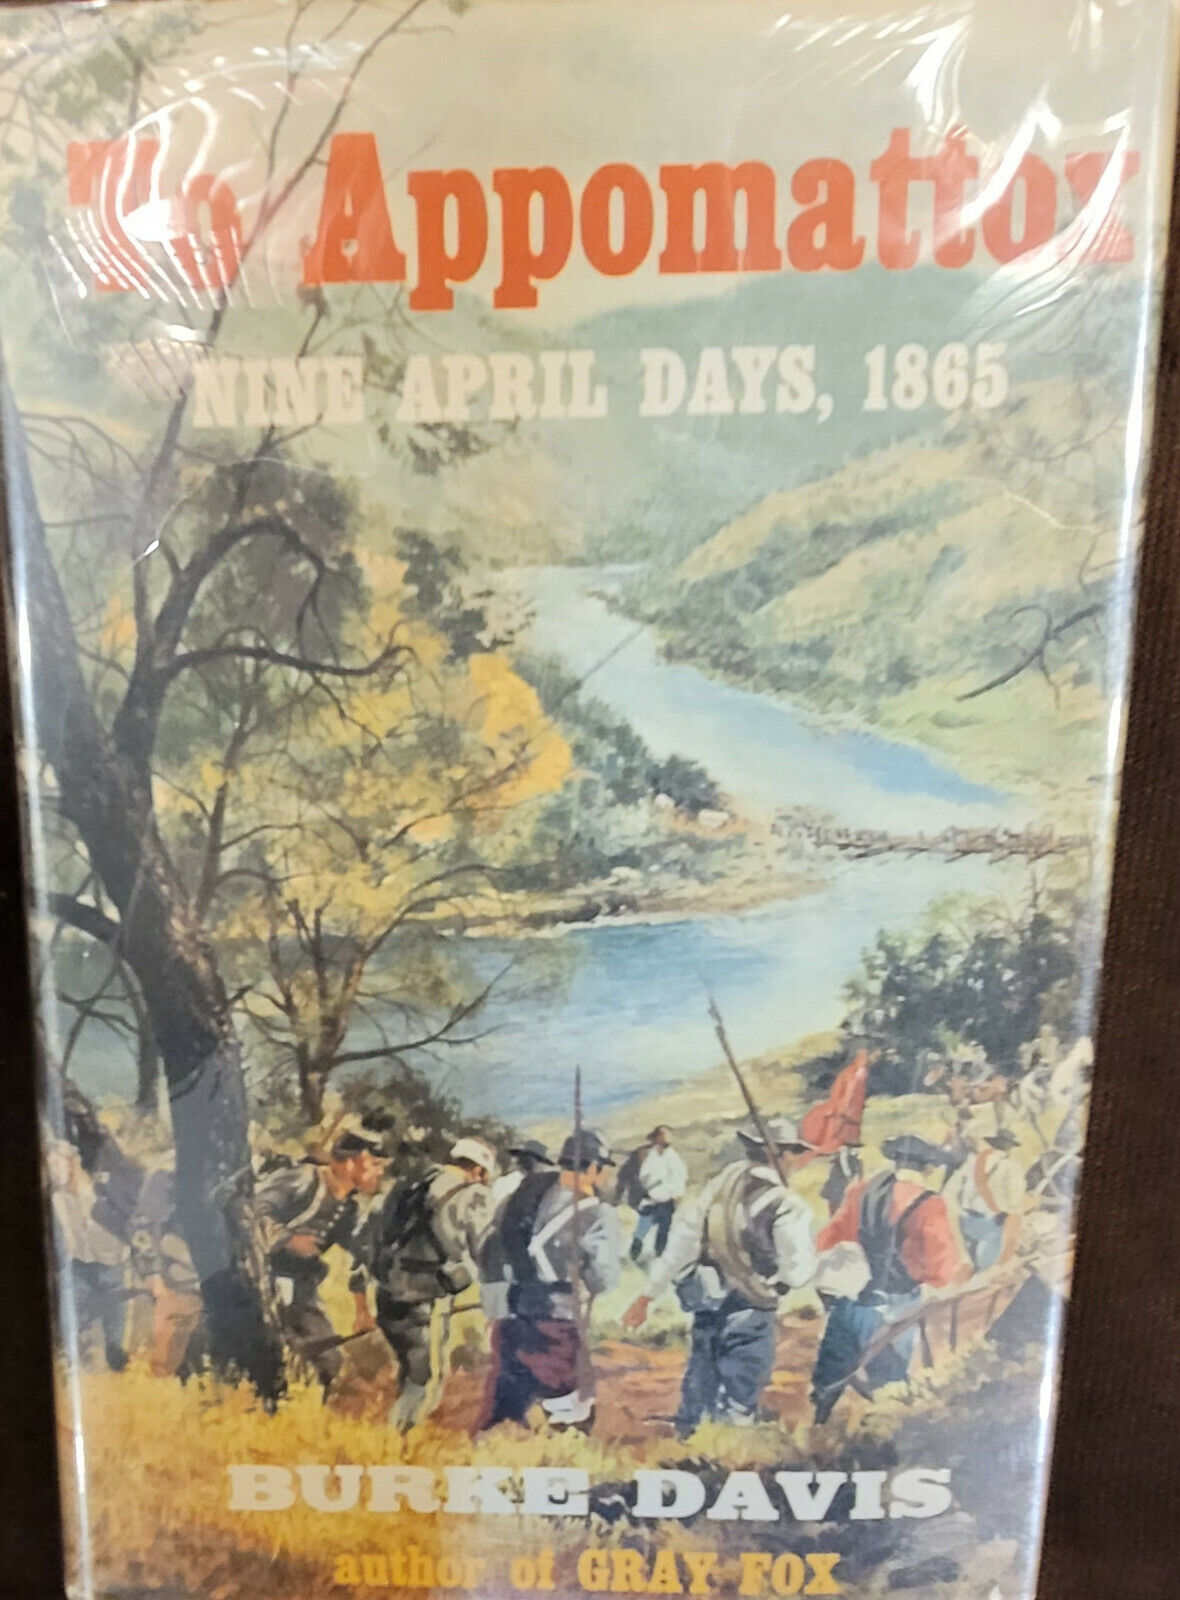 To Appomattox
NINE APRIL DAYS, 1865
BURKE DAVIS
author of GRAY FOX